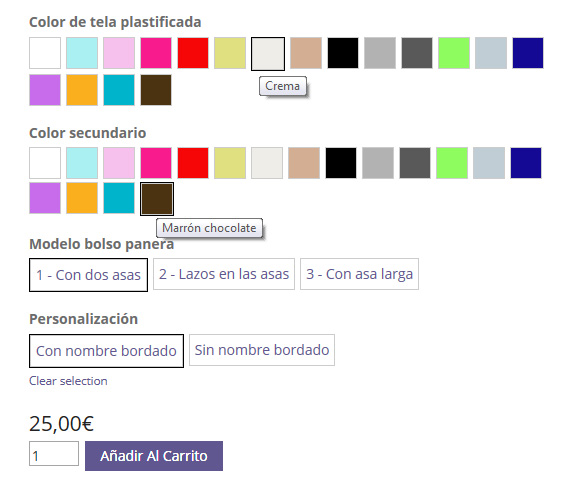 Color de tela plastificada
Crema
Color secundario
Marrón chocolate
Modelo bolso panera
1 - Con dos asas 2 - Lazos en las asas 3 - Con asa larga
Personalización
Con nombre bordado Sin nombre bordado
Clear selection
25,00€
1 Añadir Al Carrito